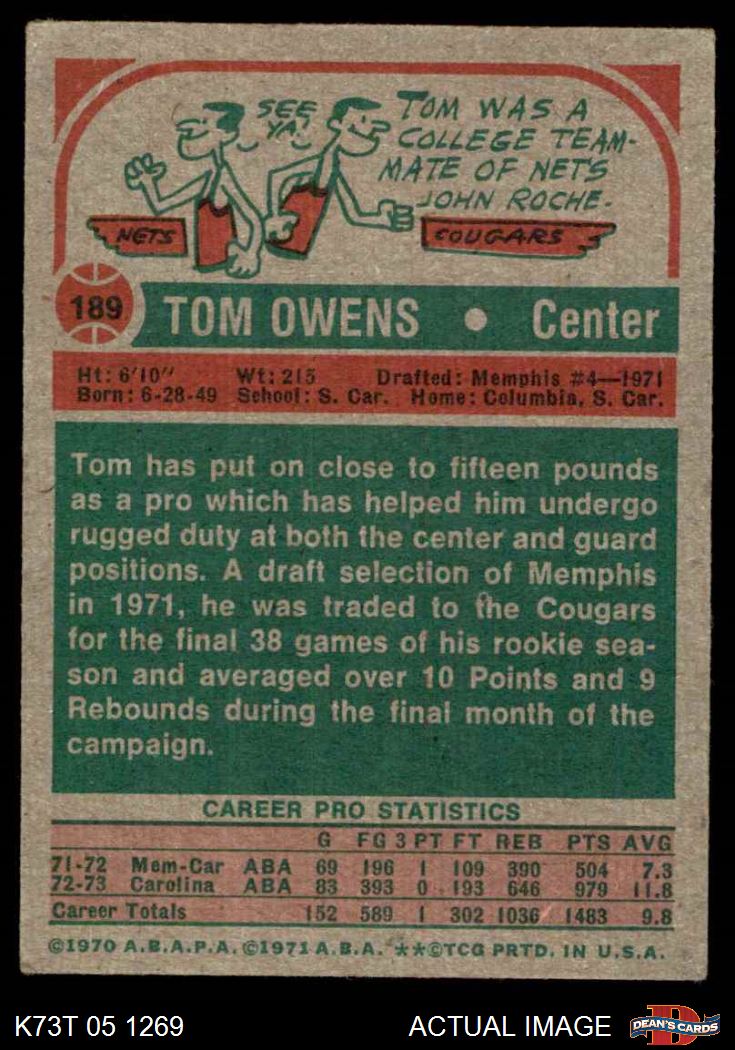 SEE
YA!
TOM WAS A
COLLEGE TEAM-
MATE OF NET'S
JOHN ROCHE.
NETS
COUGARS
189 TOM OWENS • Center
Ht: 6'10" Wt: 215 Drafted: Memphis #4—1971
Born: 6-28-49 School: S. Car. Home: Columbia, S. Car.
Tom has put on close to fifteen pounds
as a pro which has helped him undergo
rugged duty at both the center and guard
positions. A draft selection of Memphis
in 1971, he was traded to the Cougars
for the final 38 games of his rookie sea-
son and averaged over 10 Points and 9
Rebounds during the final month of the
campaign.
CAREER PRO STATISTICS
G FG 3 PT FT REB PTS AVG
71-72 Mem-Car ABA 69 196 1 109 390 504 7.3
72-73 Carolina ABA 83 393 0 193 646 979 11.8
Career Totals 152 589 1 302 1036 1483 9.8
©1970 A.B.A.P.A. ©1971 A.B.A. **©TCG PRTD. IN U.S.A.
K73T 05 1269 ACTUAL IMAGE DEAN'S CARDS